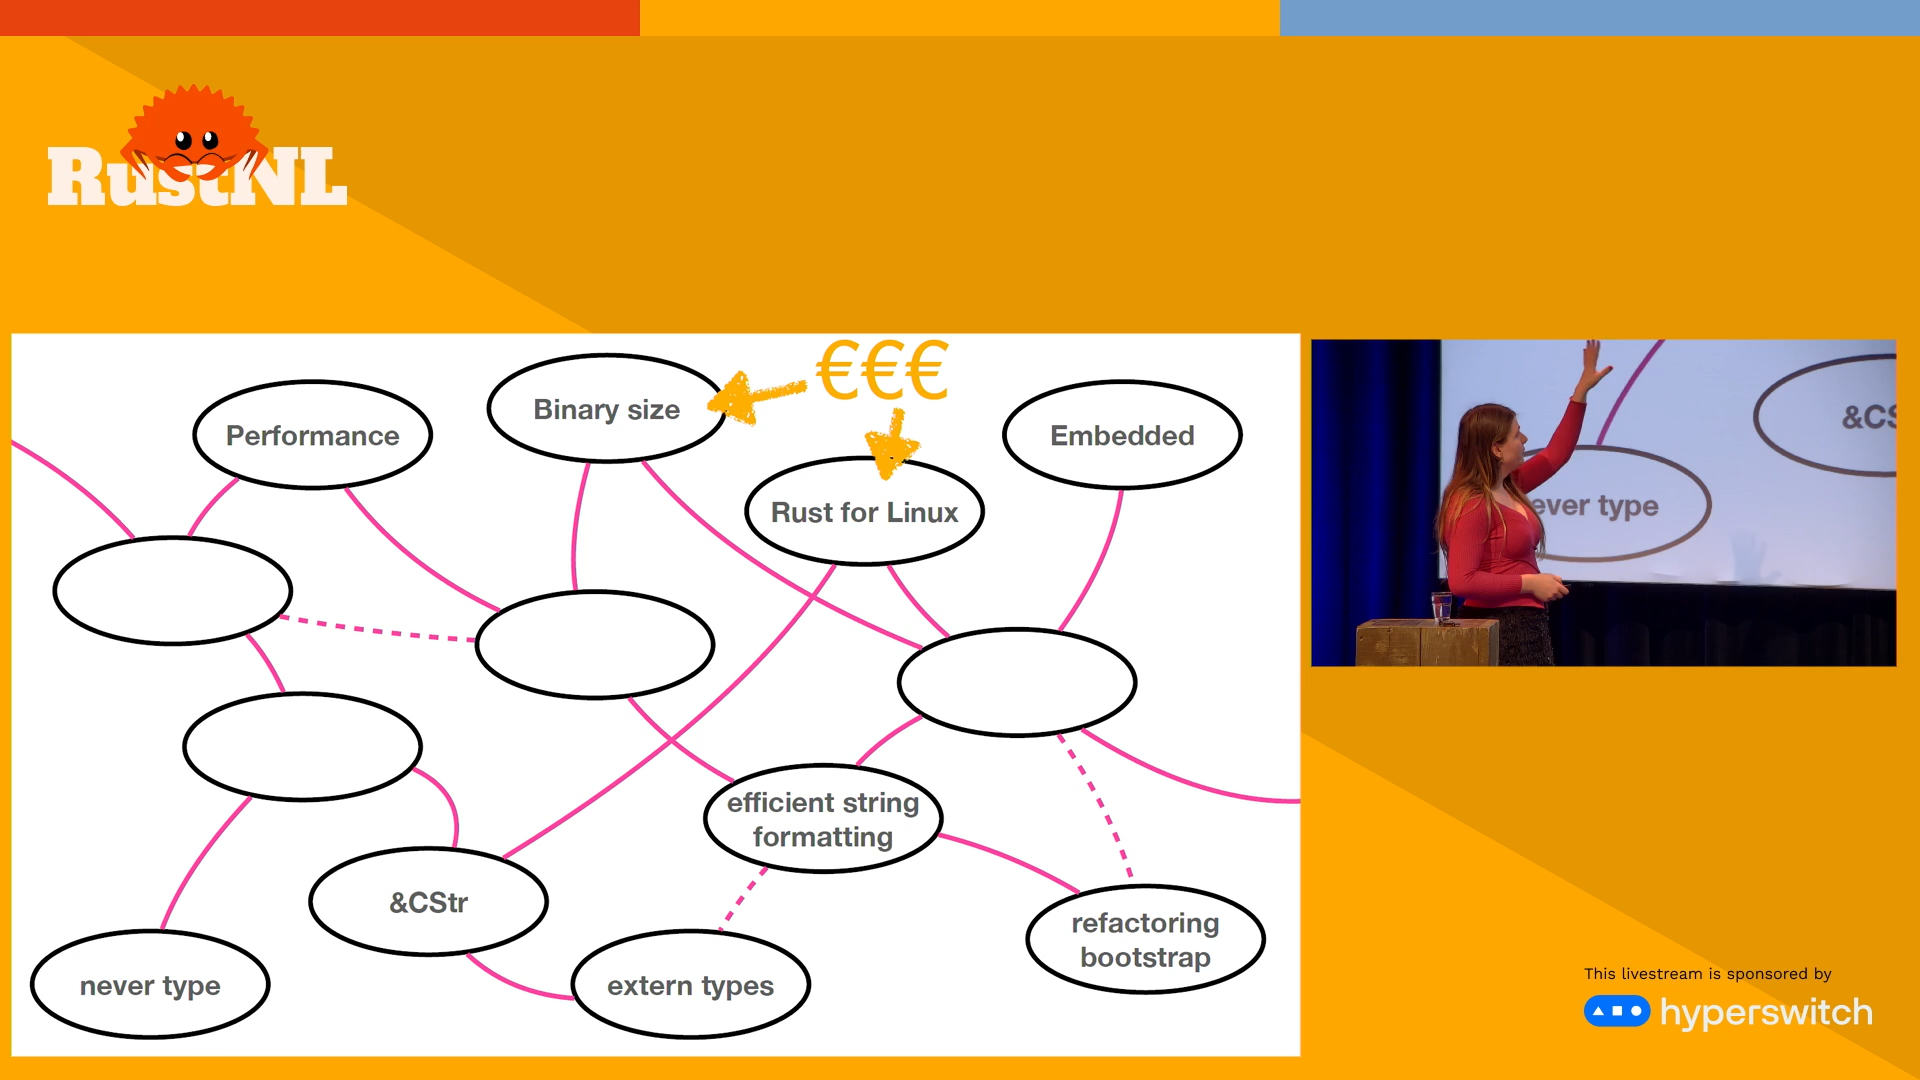 RustNL
€€€
Performance
Binary size
Embedded
Rust for Linux
efficient string
formatting
&CStr
refactoring
bootstrap
never type
extern types
&CS
ever type
This livestream is sponsored by
hyperswitch